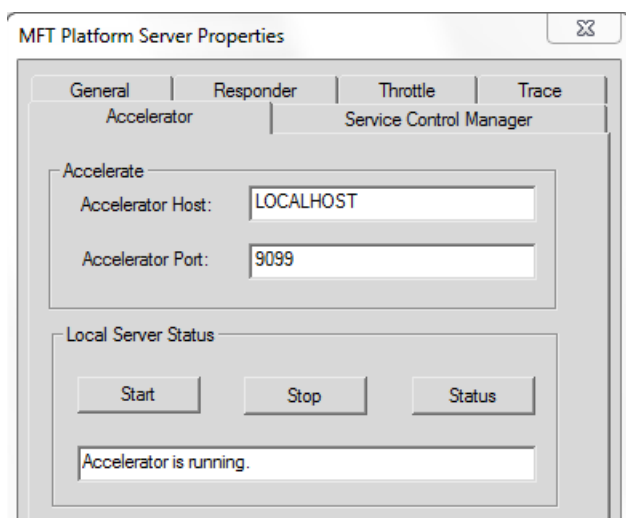 MFT Platform Server Properties
General Responder Throttle Trace
Accelerator Service Control Manager
Accelerate
Accelerator Host: LOCALHOST
Accelerator Port: 9099
Local Server Status
Start Stop Status
Accelerator is running.